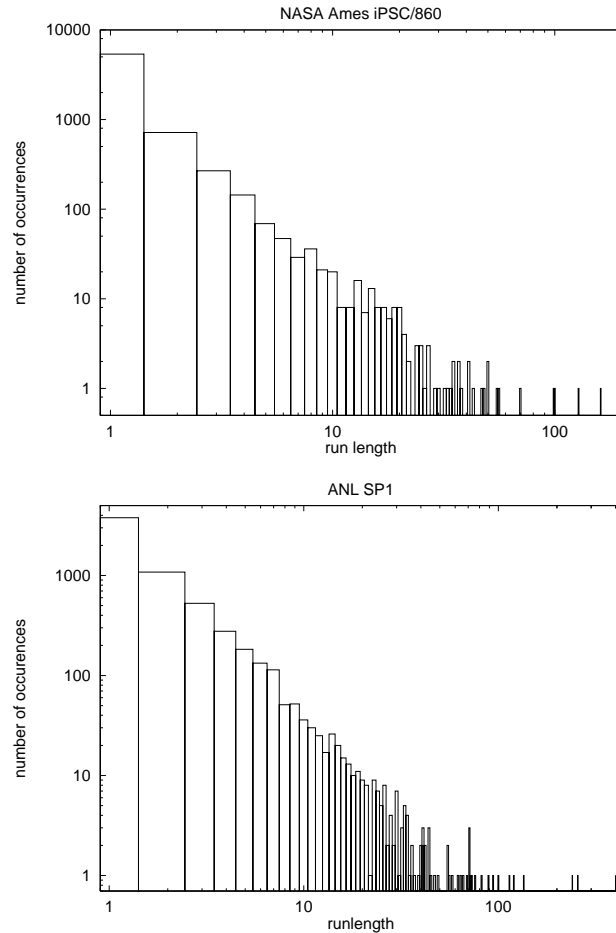 NASA Ames iPSC/860
10000
1000
100
10
1
number of occurrences
1 10 100
run length
ANL SP1
1000
100
10
1
number of occurences
1 10 100
runlength